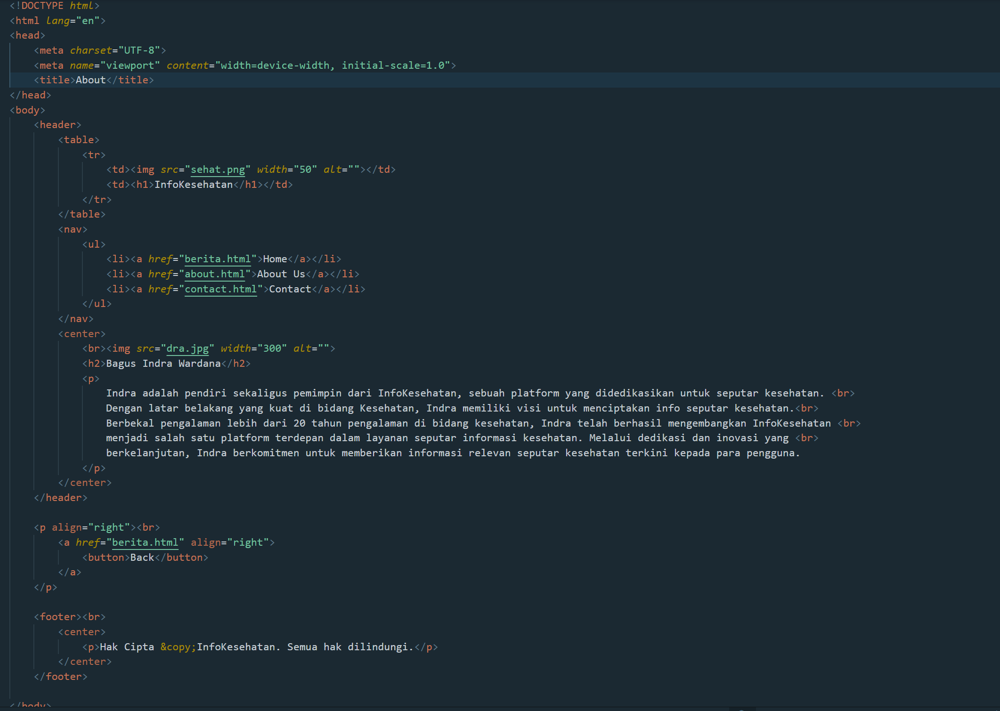 <!DOCTYPE html>
<html lang="en">
<head>
    <meta charset="UTF-8">
    <meta name="viewport" content="width=device-width, initial-scale=1.0">
    <title>About</title>
</head>
<body>
    <header>
        <table>
            <tr>
                <td><img src="sehat.png" width="50" alt=""></td>
                <td><h1>InfoKesehatan</h1></td>
            </tr>
        </table>
        <nav>
            <ul>
                <li><a href="berita.html">Home</a></li>
                <li><a href="about.html">About Us</a></li>
                <li><a href="contact.html">Contact</a></li>
            </ul>
        </nav>
        <center>
            <br><img src="dra.jpg" width="300" alt="">
            <h2>Bagus Indra Wardana</h2>
            <p>
                Indra adalah pendiri sekaligus pemimpin dari InfoKesehatan, sebuah platform yang didedikasikan untuk seputar kesehatan. <br>
                Dengan latar belakang yang kuat di bidang Kesehatan, Indra memiliki visi untuk menciptakan info seputar kesehatan.<br>
                Berbekal pengalaman lebih dari 20 tahun pengalaman di bidang kesehatan, Indra telah berhasil mengembangkan InfoKesehatan <br>
                menjadi salah satu platform terdepan dalam layanan seputar informasi kesehatan. Melalui dedikasi dan inovasi yang <br>
                berkelanjutan, Indra berkomitmen untuk memberikan informasi relevan seputar kesehatan terkini kepada para pengguna.
            </p>
        </center>
    </header>

    <p align="right"><br>
        <a href="berita.html" align="right">
            <button>Back</button>
        </a>
    </p>

    <footer><br>
        <center>
            <p>Hak Cipta &copy;InfoKesehatan. Semua hak dilindungi.</p>
        </center>
    </footer>

</body>